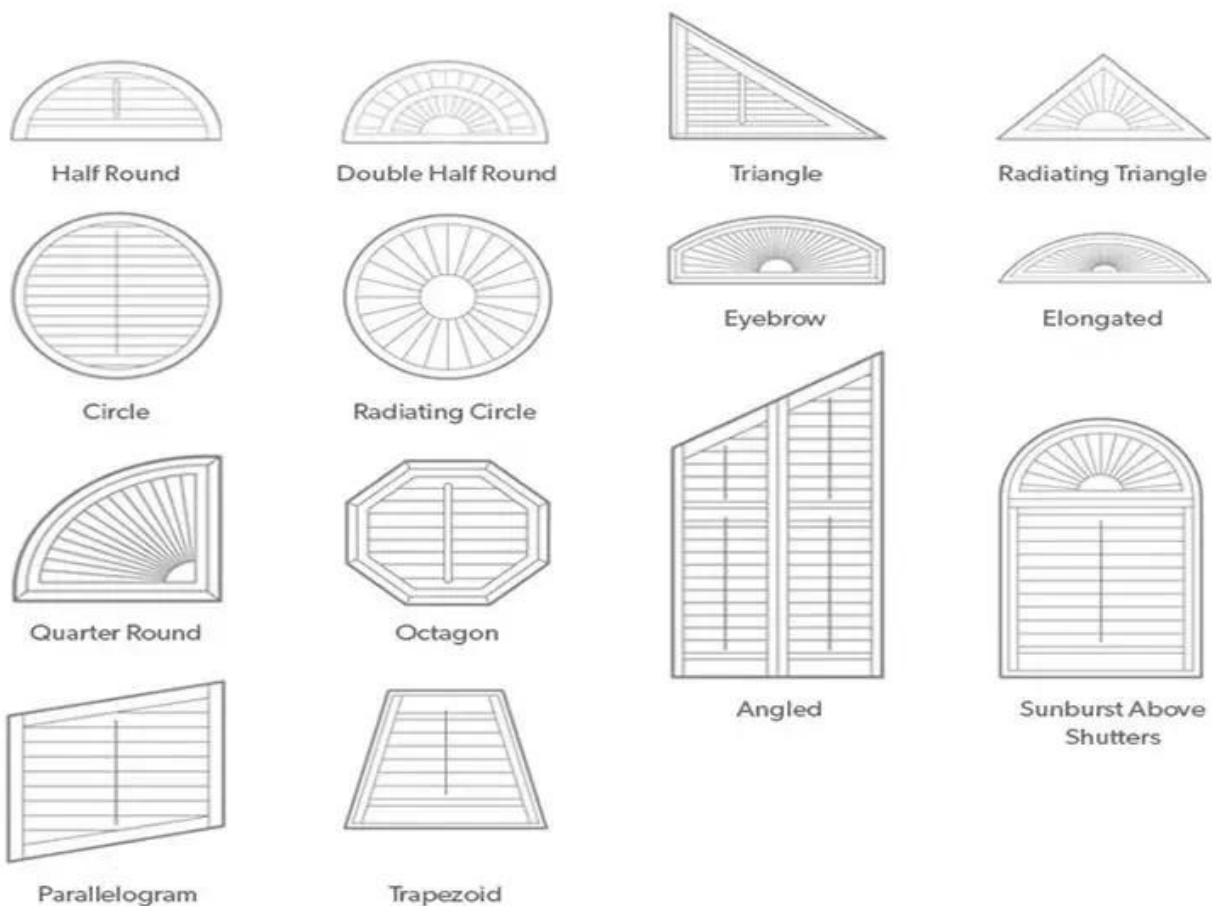 Half Round
Double Half Round
Triangle
Radiating Triangle
Circle
Radiating Circle
Eyebrow
Elongated
Quarter Round
Octagon
Angled
Sunburst Above
Shutters
Parallelogram
Trapezoid